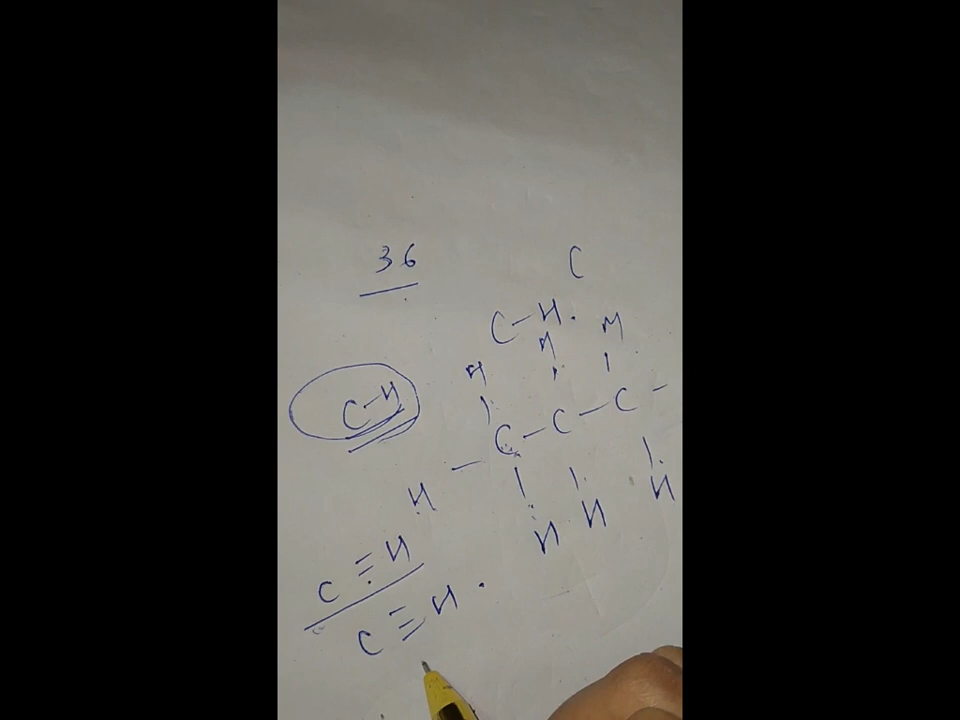 36
C
C-H.
H H H
C-H
H - C - C - C -
H H H
C=H
C≡H.